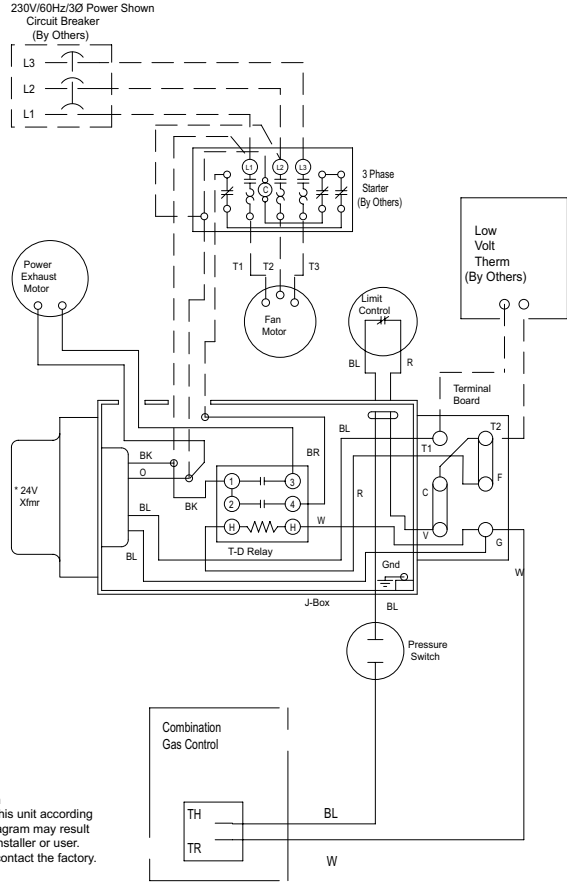 230V/60Hz/3Ø Power Shown
Circuit Breaker
(By Others)
L3
L2
L1
L1
L2
L3
C
3 Phase
Starter
(By Others)
Low
Volt
Therm
(By Others)
Power
Exhaust
Motor
T1
T2
T3
Fan
Motor
Limit
Control
BL
R
Terminal
Board
BL
T1
T2
BR
BK
O
* 24V
Xfmr
BK
1
3
2
4
R
C
F
BL
H
H
W
V
G
T-D Relay
BL
Gnd
W
J-Box
BL
Pressure
Switch
Combination
Gas Control
his unit according
agram may result
nstaller or user.
contact the factory.
TH
BL
TR
W